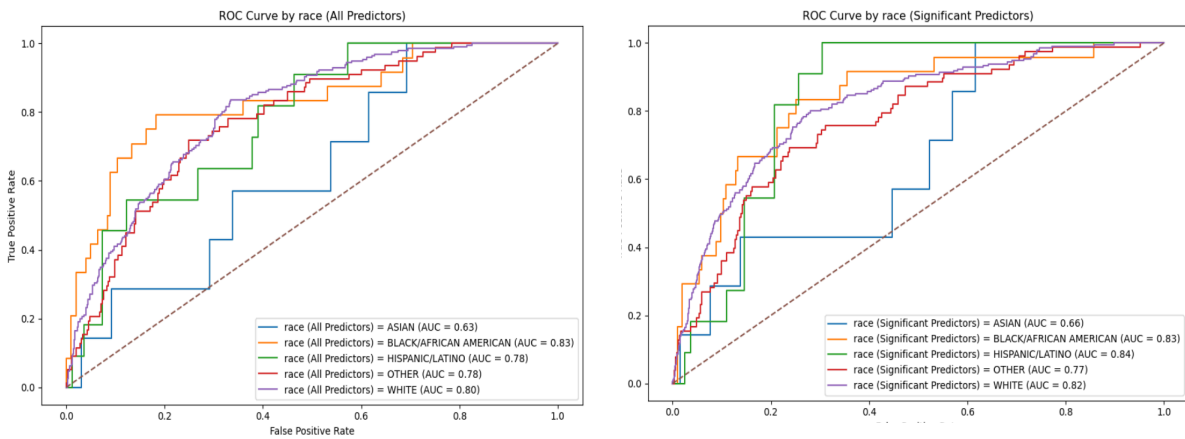 ROC Curve by race (All Predictors)
True Positive Rate
1.0
0.8
0.6
0.4
0.2
0.0
race (All Predictors) = ASIAN (AUC = 0.63)
race (All Predictors) = BLACK/AFRICAN AMERICAN (AUC = 0.83)
race (All Predictors) = HISPANIC/LATINO (AUC = 0.78)
race (All Predictors) = OTHER (AUC = 0.78)
race (All Predictors) = WHITE (AUC = 0.80)
0.0 0.2 0.4 0.6 0.8 1.0
False Positive Rate
ROC Curve by race (Significant Predictors)
1.0
0.8
0.6
0.4
0.2
0.0
race (Significant Predictors) = ASIAN (AUC = 0.66)
race (Significant Predictors) = BLACK/AFRICAN AMERICAN (AUC = 0.83)
race (Significant Predictors) = HISPANIC/LATINO (AUC = 0.84)
race (Significant Predictors) = OTHER (AUC = 0.77)
race (Significant Predictors) = WHITE (AUC = 0.82)
0.0 0.2 0.4 0.6 0.8 1.0